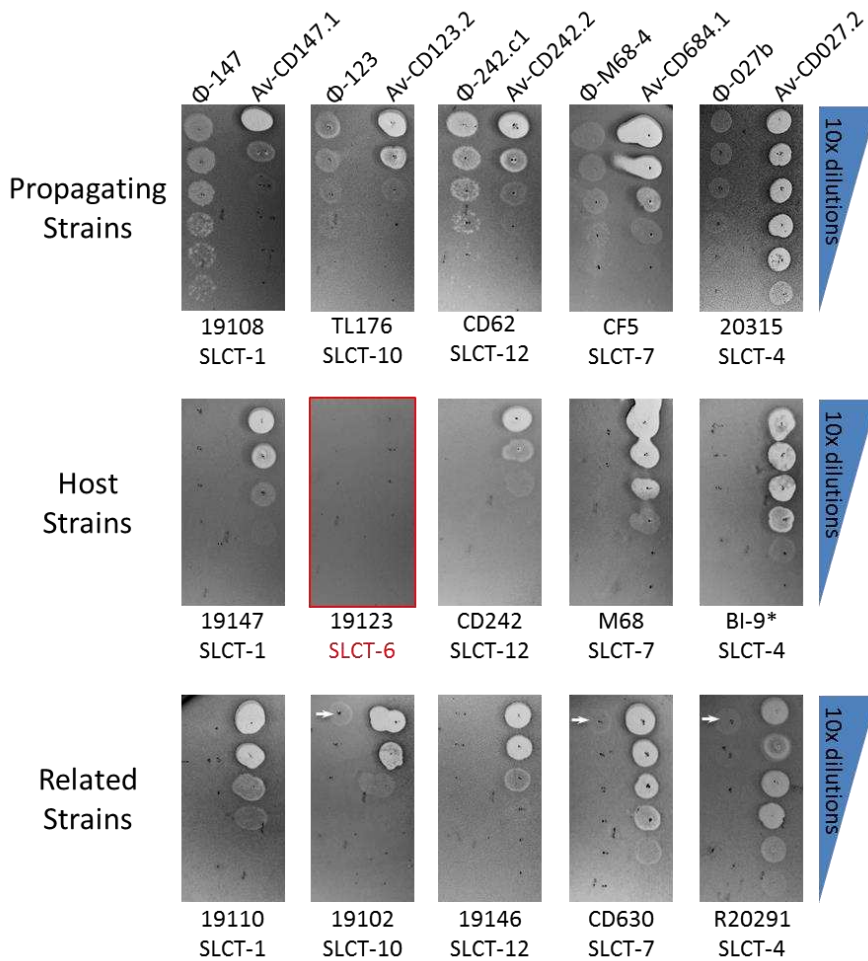 Φ-147
Av-CD147.1
Φ-123
Av-CD123.2
Φ-242.c1
Av-CD242.2
Φ-M68-4
Av-CD684.1
Φ-027b
Av-CD027.2
Propagating
Strains
10x dilutions
19108
TL176
CD62
CF5
20315
SLCT-1
SLCT-10
SLCT-12
SLCT-7
SLCT-4
Host
Strains
10x dilutions
19147
19123
CD242
M68
BI-9*
SLCT-1
SLCT-6
SLCT-12
SLCT-7
SLCT-4
Related
Strains
10x dilutions
19110
19102
19146
CD630
R20291
SLCT-1
SLCT-10
SLCT-12
SLCT-7
SLCT-4